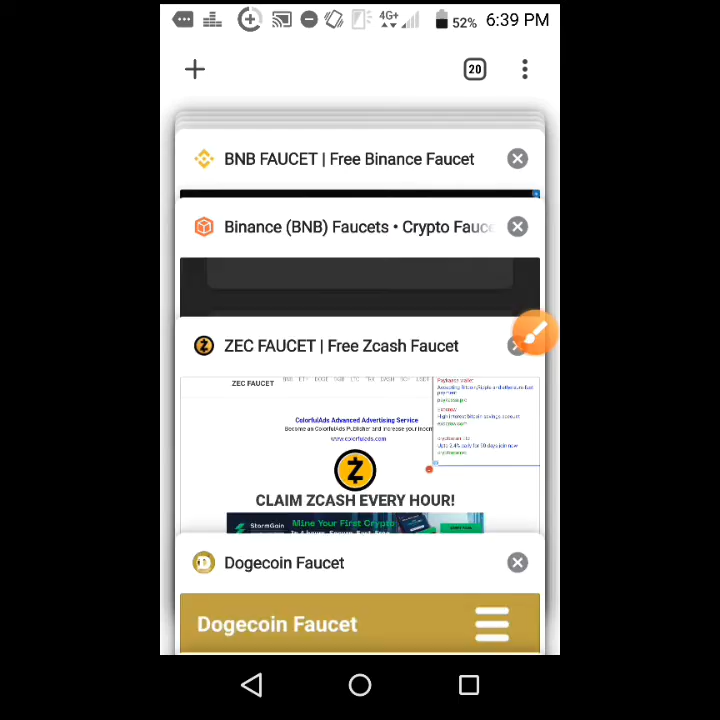 4G+ 52% 6:39 PM
20
BNB FAUCET | Free Binance Faucet
Binance (BNB) Faucets • Crypto Fauce
ZEC FAUCET | Free Zcash Faucet
ZEC FAUCET
ColorfulAds Advanced Advertising Service
Become an ColorfulAds Publisher and increase your
www.colorfulads.com
CLAIM ZCASH EVERY HOUR!
StormGain Mine Your First Crypto
Dogecoin Faucet
Dogecoin Faucet